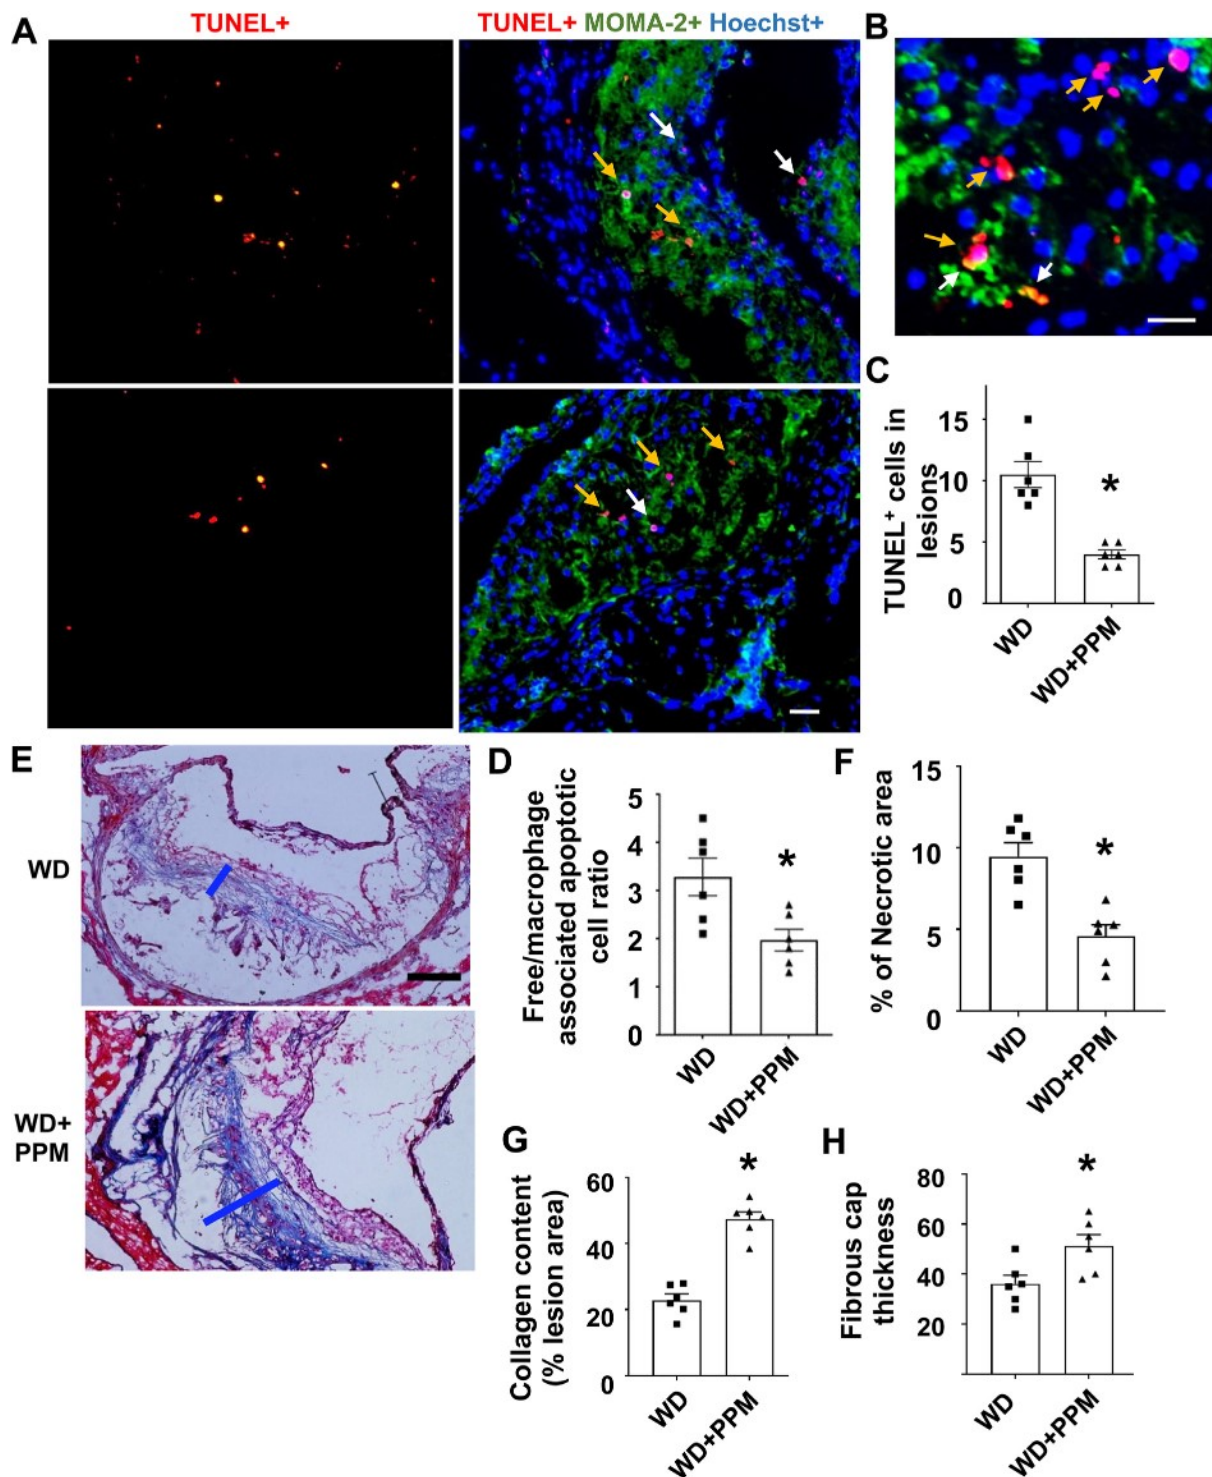 A
TUNEL+
TUNEL+ MOMA-2+ Hoechst+
B
C
TUNEL+ cells in
lesions
15
10
5
0
WD
WD+PPM
E
WD
WD+
PPM
D
Free/macrophage
associated apoptotic
cell ratio
5
4
3
2
1
0
*
WD
WD+PPM
F
% of Necrotic area
15
10
5
0
*
WD
WD+PPM
G
Collagen content
(% lesion area)
60
40
20
0
*
WD
WD+PPM
H
Fibrous cap
thickness
80
60
40
20
*
WD
WD+PPM